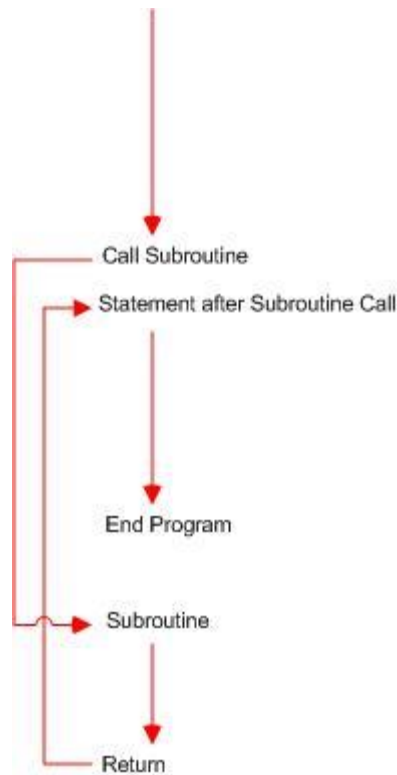 Call Subroutine
Statement after Subroutine Call
End Program
Subroutine
Return